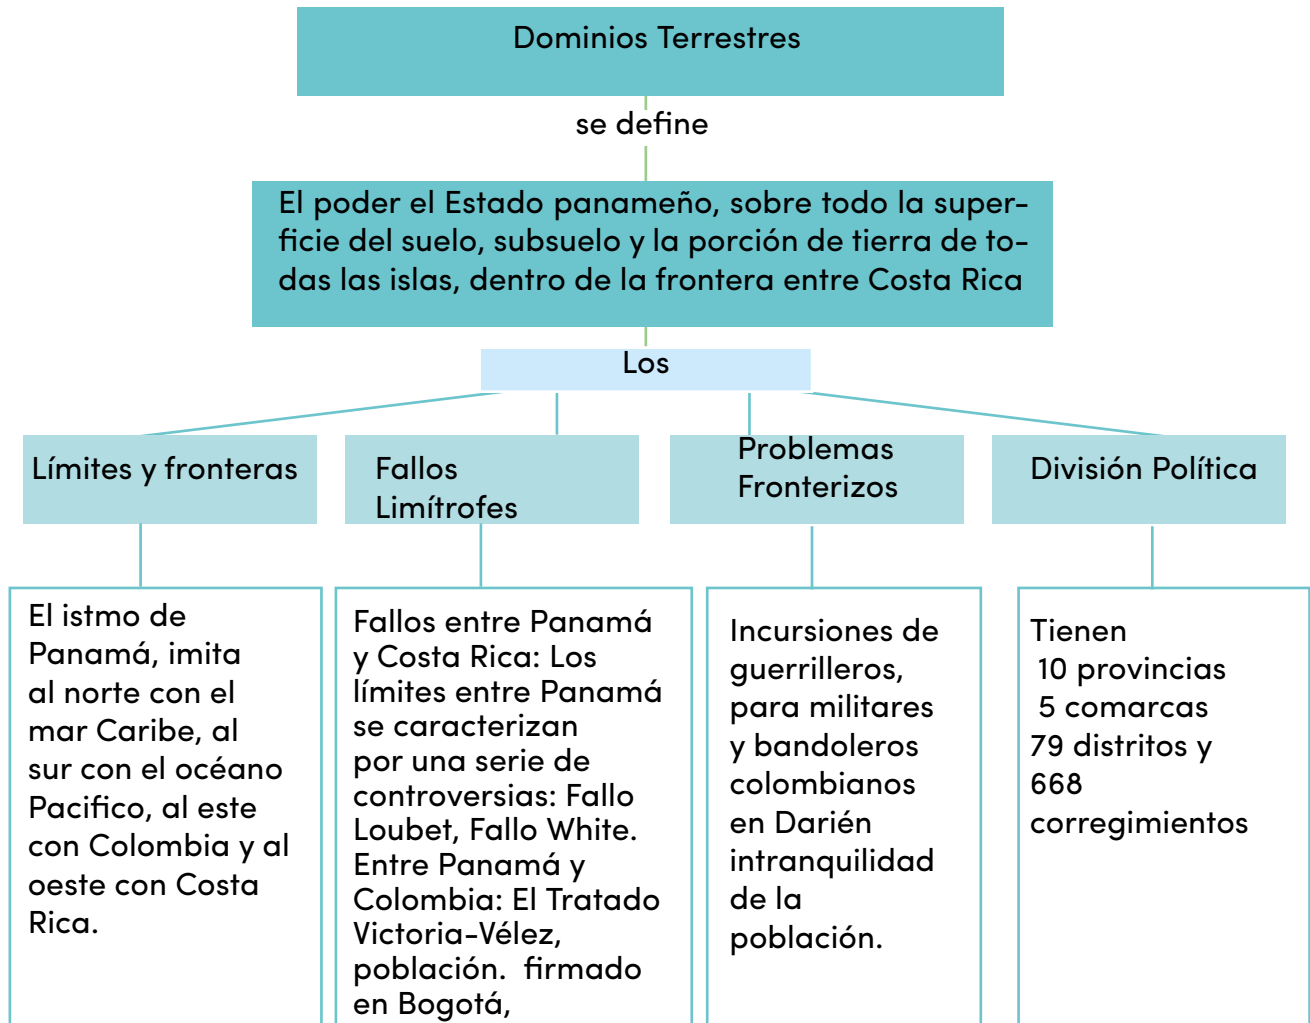 Dominios Terrestres
se define
El poder el Estado panameño, sobre todo la super-
ficie del suelo, subsuelo y la porción de tierra de to-
das las islas, dentro de la frontera entre Costa Rica
Los
Límites y fronteras
Fallos
Limítrofes
Problemas
Fronterizos
División Política
El istmo de
Panamá, imita
al norte con el
mar Caribe, al
sur con el océano
Pacifico, al este
con Colombia y al
oeste con Costa
Rica.
Fallos entre Panamá
y Costa Rica: Los
límites entre Panamá
se caracterizan
por una serie de
controversias: Fallo
Loubet, Fallo White.
Entre Panamá y
Colombia: El Tratado
Victoria-Vélez,
población.  firmado
en Bogotá,
Incursiones de
guerrilleros,
para militares
y bandoleros
colombianos
en Darién
intranquilidad
de la
población.
Tienen
10 provincias
5 comarcas
79 distritos y
668
corregimientos